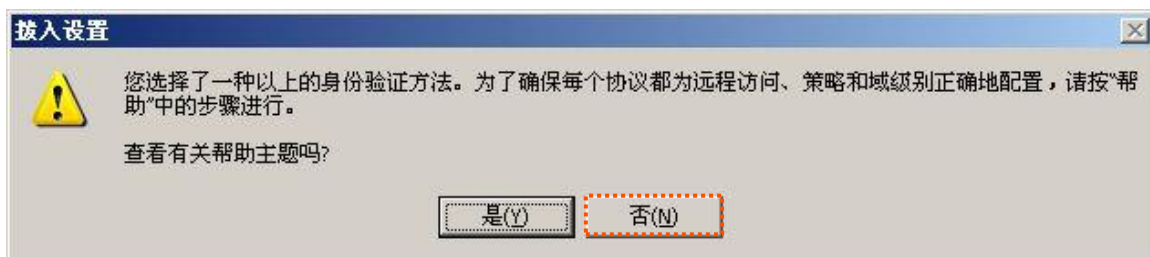 拨入设置
您选择了一种以上的身份验证方法。为了确保每个协议都为远程访问、策略和域级别正确地配置，请按“帮
助”中的步骤进行。
查看有关帮助主题吗?
是(Y) 否(N)